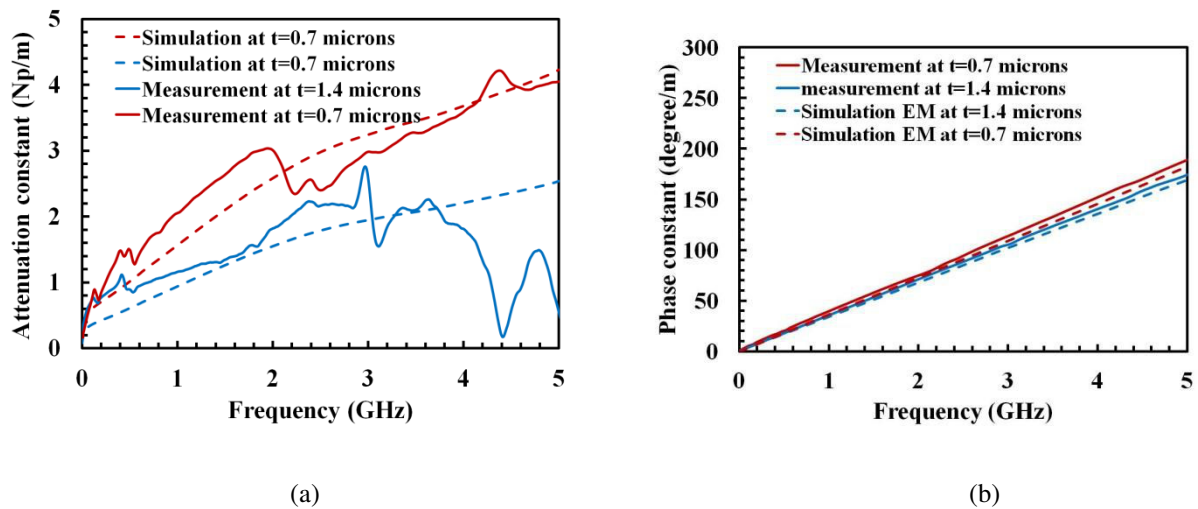 Attenuation constant (Np/m)
5
4
3
2
1
0
Simulation at t=0.7 microns
Simulation at t=0.7 microns
Measurement at t=1.4 microns
Measurement at t=0.7 microns
0 1 2 3 4 5
Frequency (GHz)
(a)
Phase constant (degree/m)
300
250
200
150
100
50
0
Measurement at t=0.7 microns
measurement at t=1.4 microns
Simulation EM at t=1.4 microns
Simulation EM at t=0.7 microns
0 1 2 3 4 5
Frequency (GHz)
(b)